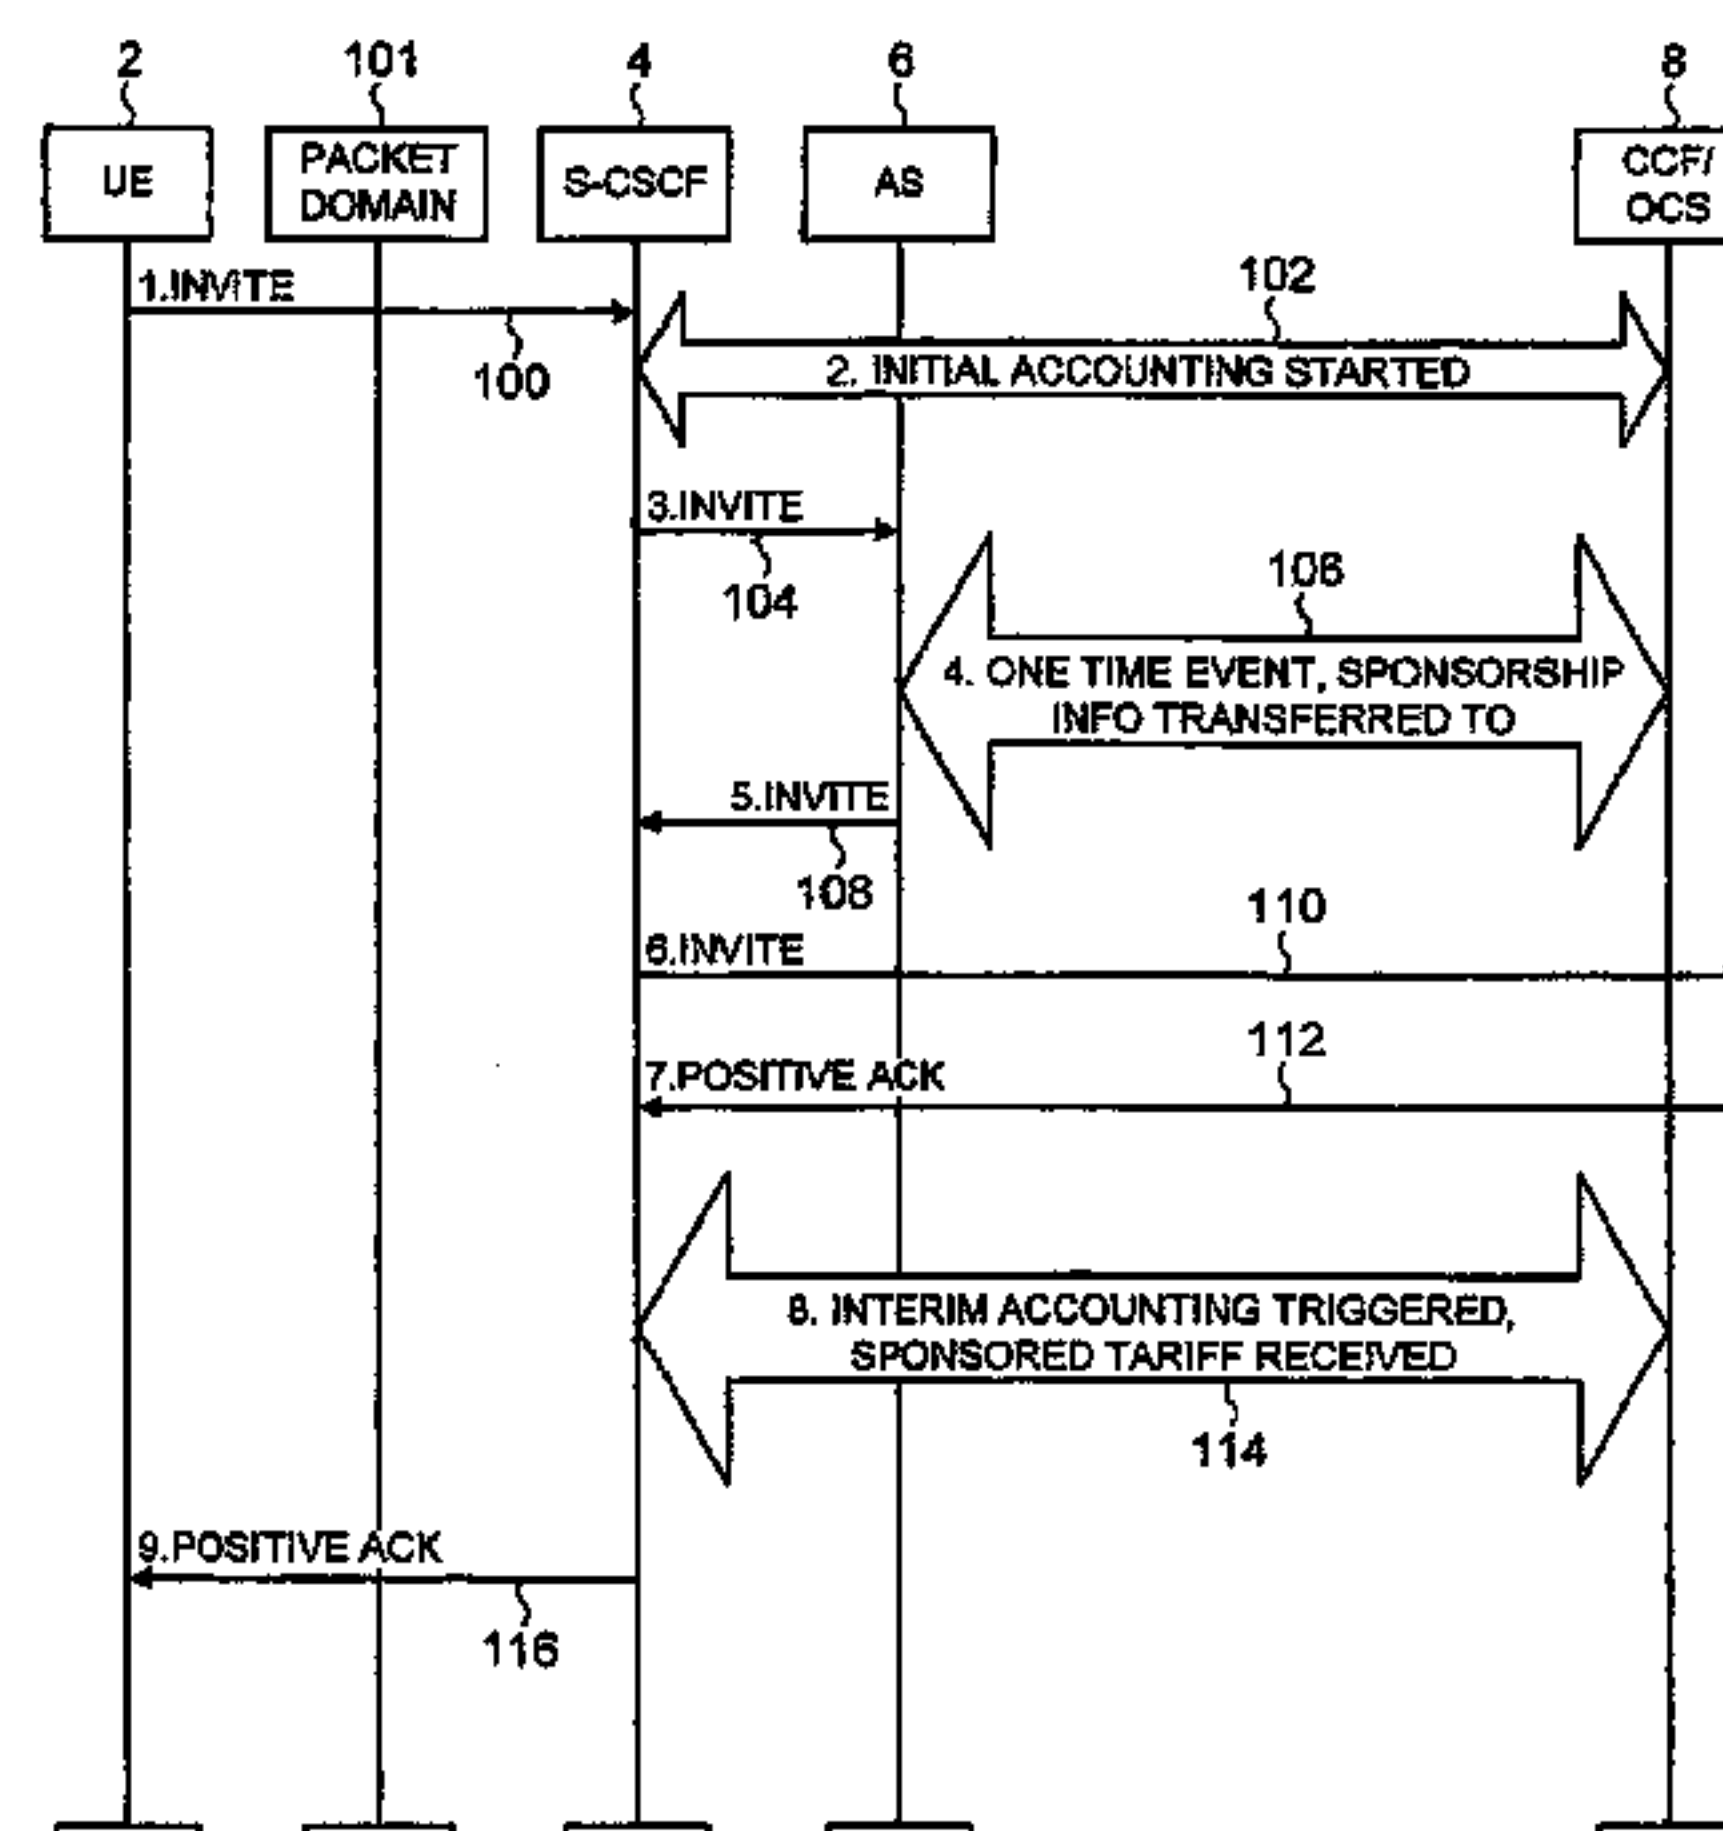 2
101
4
6
8
UE
PACKET
DOMAIN
S-CSCF
AS
CCF/
OCS
1.INVITE
100
102
2. INITIAL ACCOUNTING STARTED
3.INVITE
104
106
4. ONE TIME EVENT, SPONSORSHIP
INFO TRANSFERRED TO
5.INVITE
108
110
6.INVITE
112
7.POSITIVE ACK
8. INTERIM ACCOUNTING TRIGGERED,
SPONSORED TARIFF RECEIVED
114
9.POSITIVE ACK
116